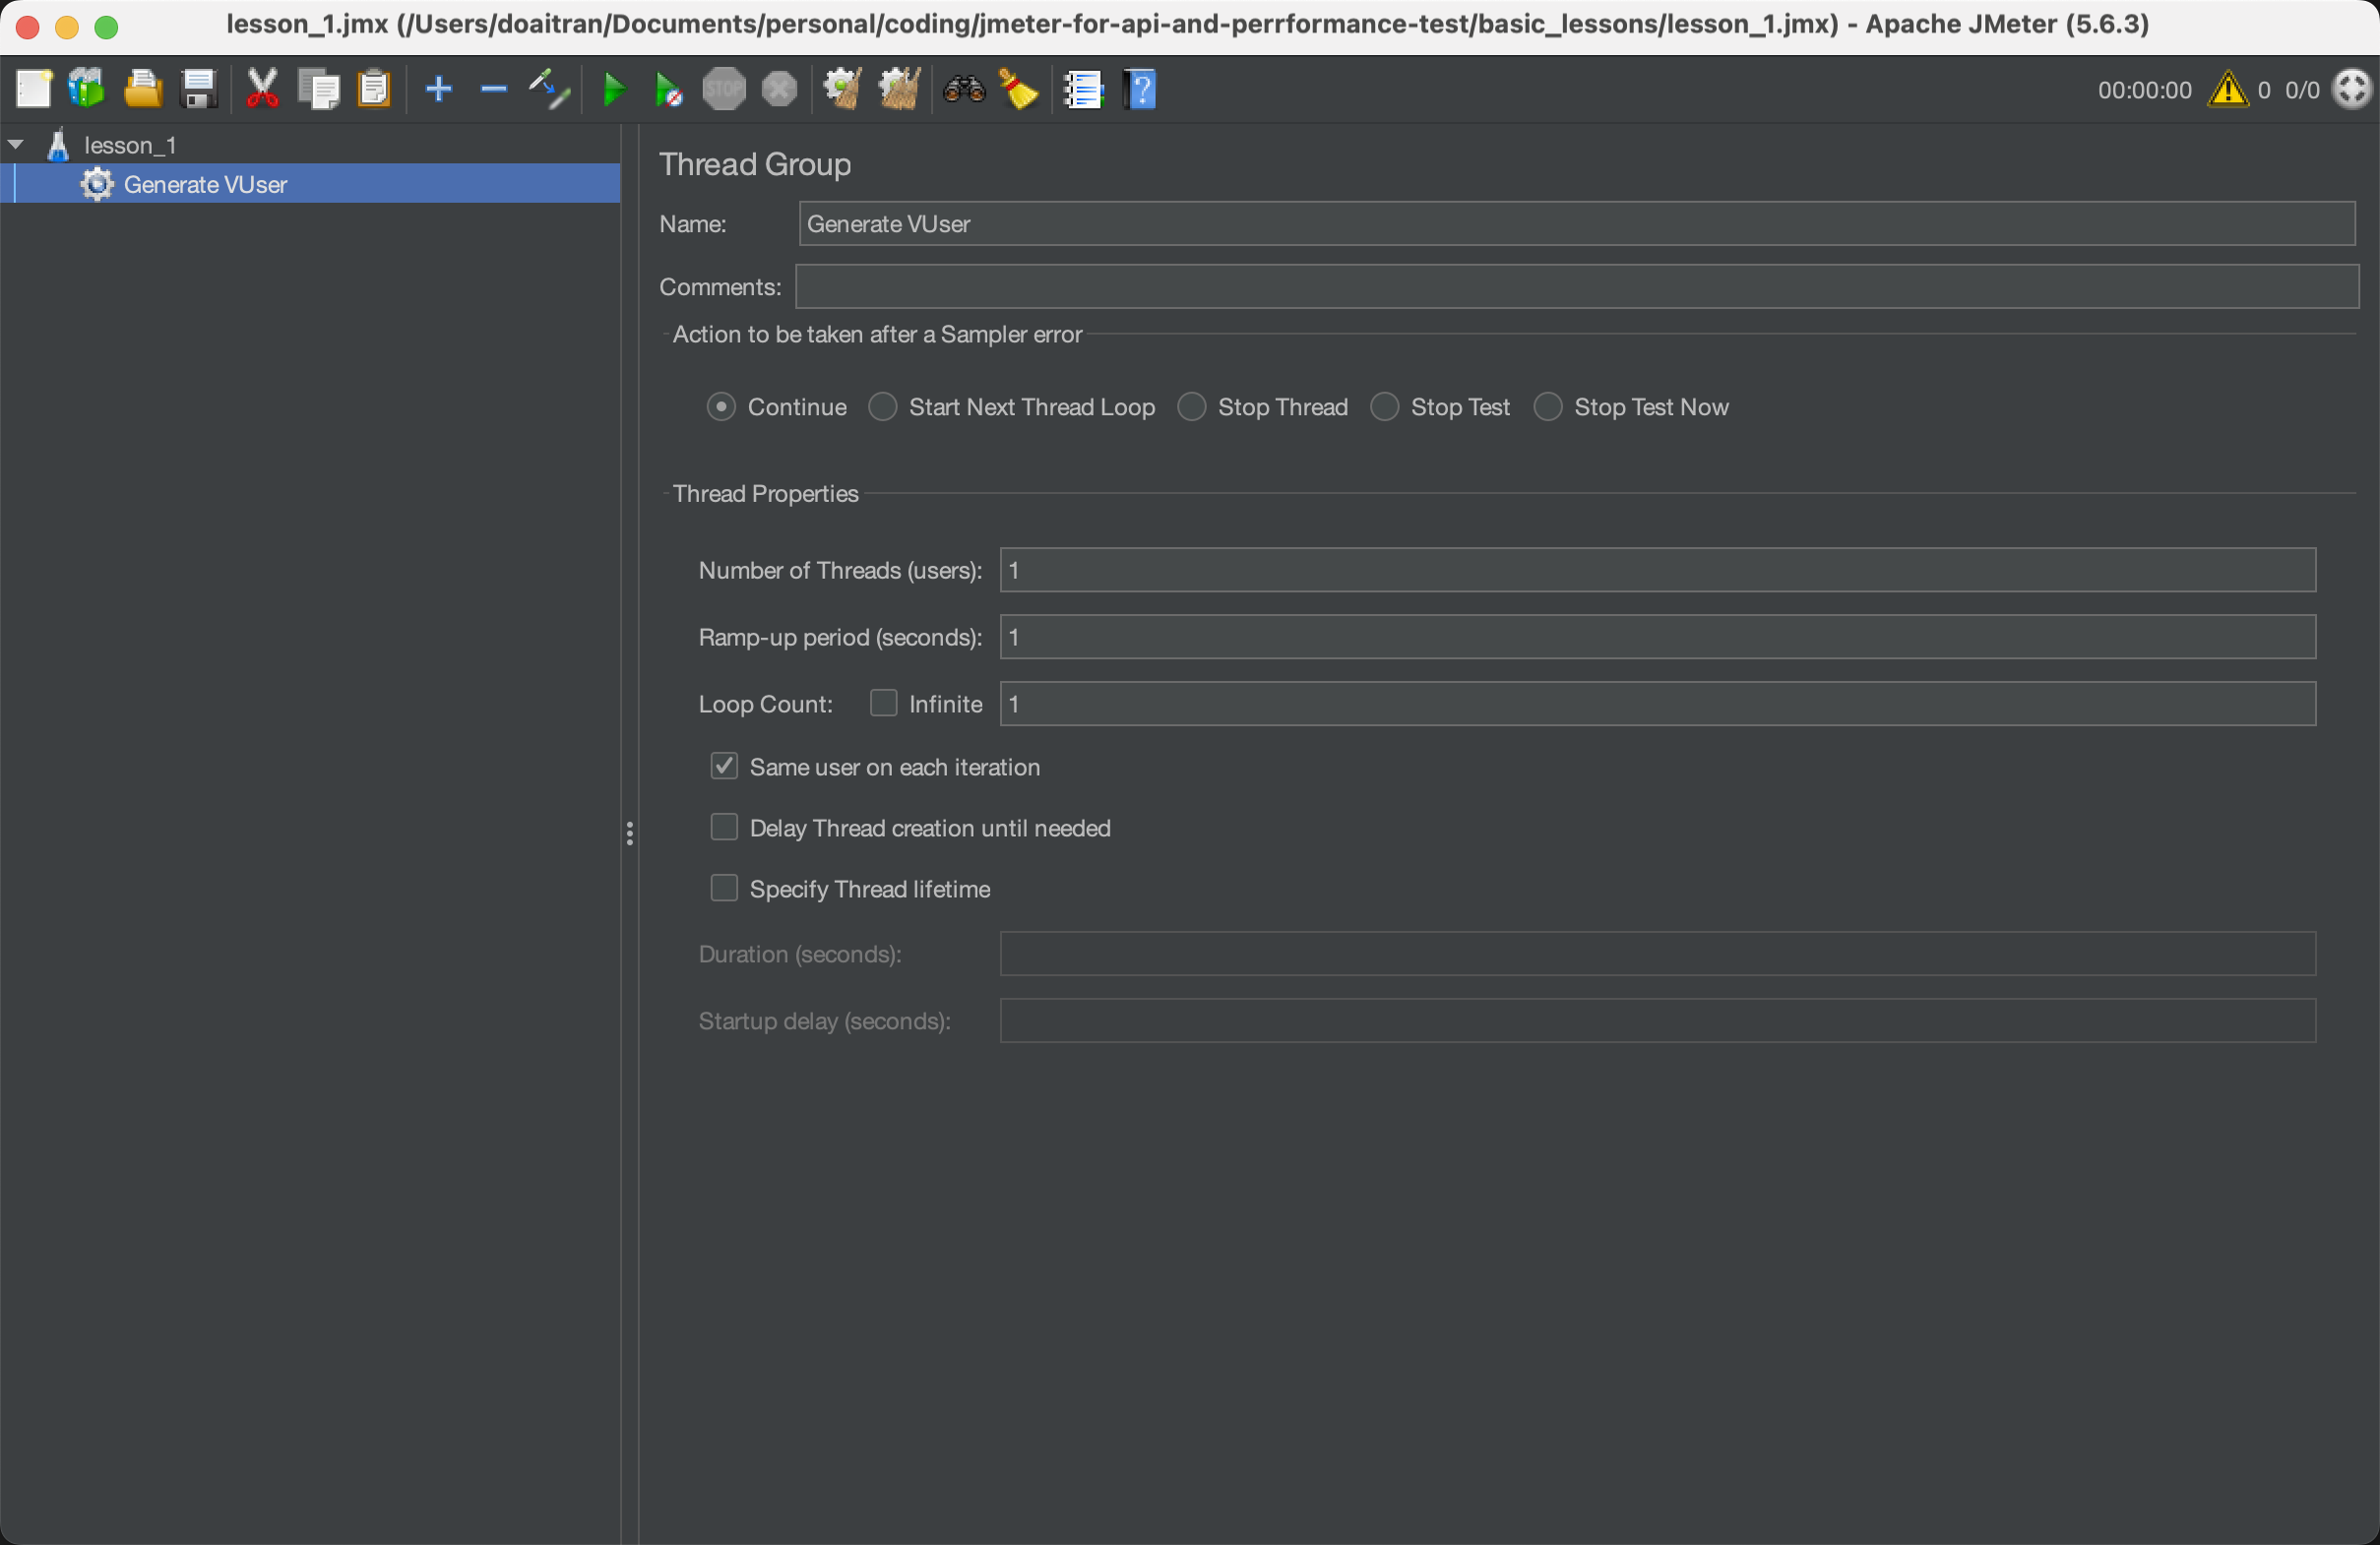 lesson_1.jmx (/Users/doaitran/Documents/personal/coding/jmeter-for-api-and-perrformance-test/basic_lessons/lesson_1.jmx) - Apache JMeter (5.6.3)
STOP
?
00:00:00 0 0/0
lesson_1
Generate VUser
Thread Group
Name: Generate VUser
Comments:
Action to be taken after a Sampler error
Continue Start Next Thread Loop Stop Thread Stop Test Stop Test Now
Thread Properties
Number of Threads (users): 1
Ramp-up period (seconds): 1
Loop Count: Infinite 1
Same user on each iteration
Delay Thread creation until needed
Specify Thread lifetime
Duration (seconds):
Startup delay (seconds):